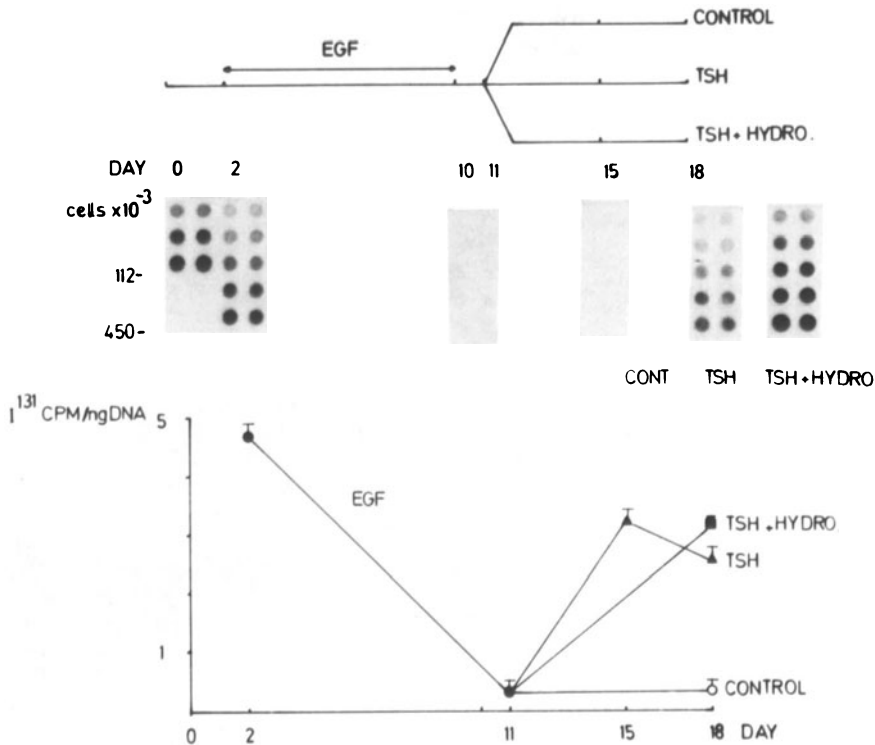 CONTROL
EGF
TSH
TSH + HYDRO.
DAY 0 2 10 11 15 18
cells x10-3
112-
450-
CONT TSH TSH+HYDRO
I131 CPM/ngDNA
5
EGF
TSH +HYDRO
TSH
1
CONTROL
0 2 11 15 18 DAY